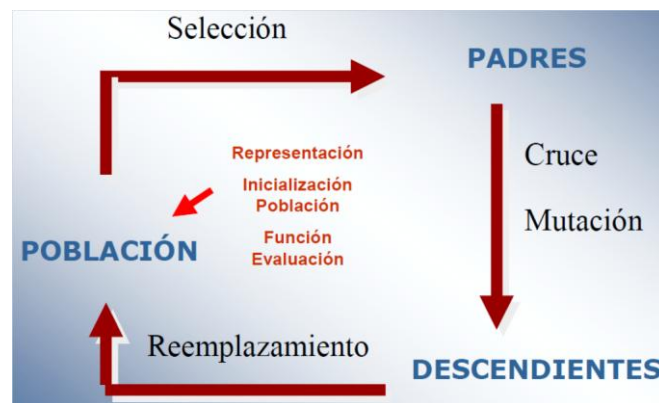 Selección
PADRES
Representación
Inicialización
Población
Función
Evaluación
Cruce
Mutación
POBLACIÓN
Reemplazamiento
DESCENDIENTES